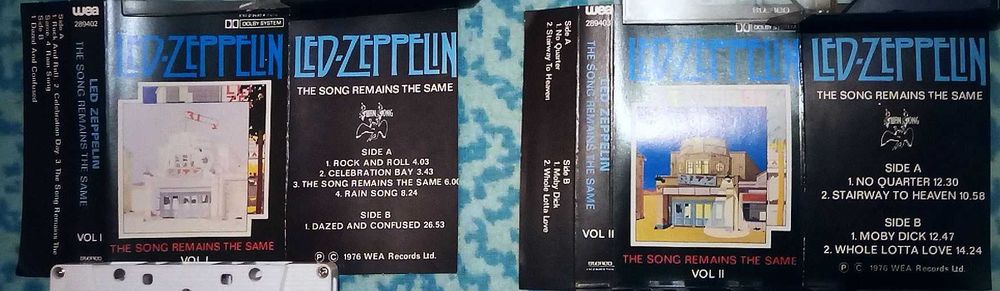 wea
289402
Side A
1 Rock And Roll 2 Celebration Day 3 The Song Remains The
Same 4 Rain Song
Side B
1 Dazed And Confused
LED ZEPPELIN
THE SONG REMAINS THE SAME
VOL I
DOLBY SYSTEM
LED-ZEPPELIN
THE SONG REMAINS THE SAME
VOL I
LED-ZEPPELIN
THE SONG REMAINS THE SAME
SWAN SONG
SIDE A
1. ROCK AND ROLL 4.03
2. CELEBRATION BAY 3.43
3. THE SONG REMAINS THE SAME 6.00
4. RAIN SONG 8.24
SIDE B
1. DAZED AND CONFUSED 26.53
P C 1976 WEA Records Ltd.
wea
289403
Side A
1 No Quarter
2 Stairway To Heaven
Side B
1 Moby Dick
2 Whole Lotta Love
LED ZEPPELIN
THE SONG REMAINS THE SAME
VOL II
DOLBY SYSTEM
LED-ZEPPELIN
THE SONG REMAINS THE SAME
VOL II
LED-ZEPPELIN
THE SONG REMAINS THE SAME
SWAN SONG
SIDE A
1. NO QUARTER 12.30
2. STAIRWAY TO HEAVEN 10.58
SIDE B
1. MOBY DICK 12.47
2. WHOLE LOTTA LOVE 14.24
P C 1976 WEA Records Ltd.